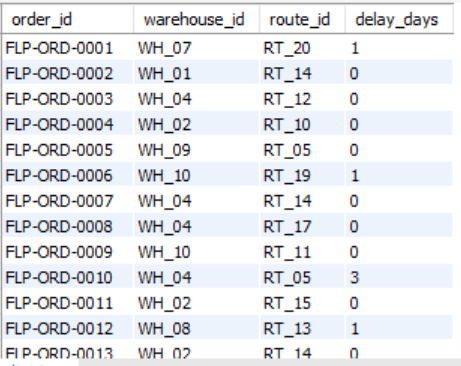 order_id warehouse_id route_id delay_days
FLP-ORD-0001 WH_07 RT_20 1
FLP-ORD-0002 WH_01 RT_14 0
FLP-ORD-0003 WH_04 RT_12 0
FLP-ORD-0004 WH_02 RT_10 0
FLP-ORD-0005 WH_09 RT_05 0
FLP-ORD-0006 WH_10 RT_19 1
FLP-ORD-0007 WH_04 RT_14 0
FLP-ORD-0008 WH_04 RT_17 0
FLP-ORD-0009 WH_10 RT_11 0
FLP-ORD-0010 WH_04 RT_05 3
FLP-ORD-0011 WH_02 RT_15 0
FLP-ORD-0012 WH_08 RT_13 1
FLP-ORD-0013 WH_02 RT_14 0